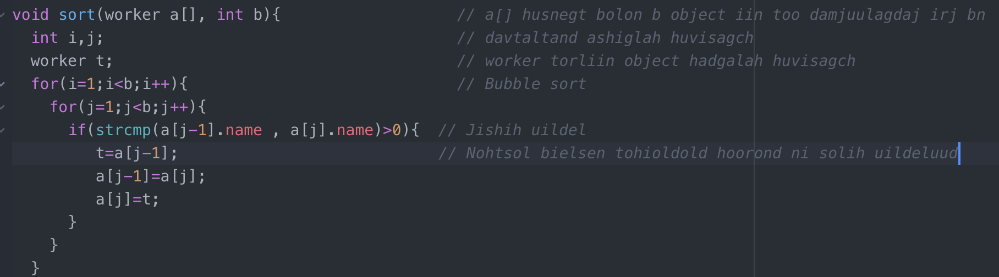 void sort(worker a[], int b){ // a[] husnegt bolon b object iin too damjuulagdaj irj bn
int i,j; // davtaltand ashiglah huvisagch
worker t; // worker torliin object hadgalah huvisagch
for(i=1;i<b;i++){ // Bubble sort
for(j=1;j<b;j++){
if(strcmp(a[j-1].name , a[j].name)>0){ // Jishih uildel
t=a[j-1]; // Nohtsol bielsen tohioldold hoorond ni solih uildeluud
a[j-1]=a[j];
a[j]=t;
}
}
}